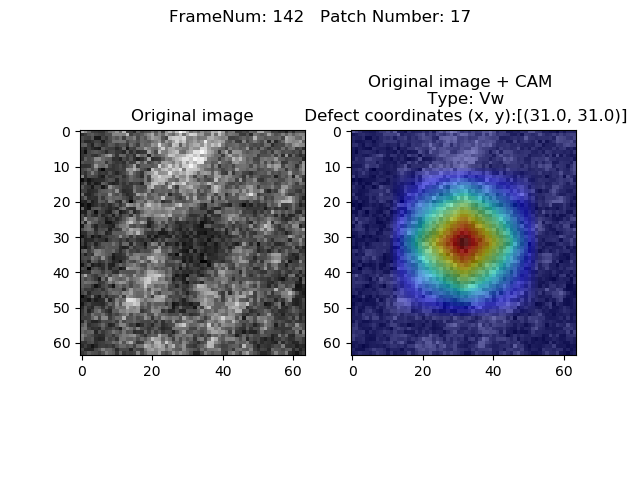 FrameNum: 142   Patch Number: 17
Original image
Original image + CAM
Type: Vw
Defect coordinates (x, y):[(31.0, 31.0)]
0
10
20
30
40
50
60
0 20 40 60
0
10
20
30
40
50
60
0 20 40 60